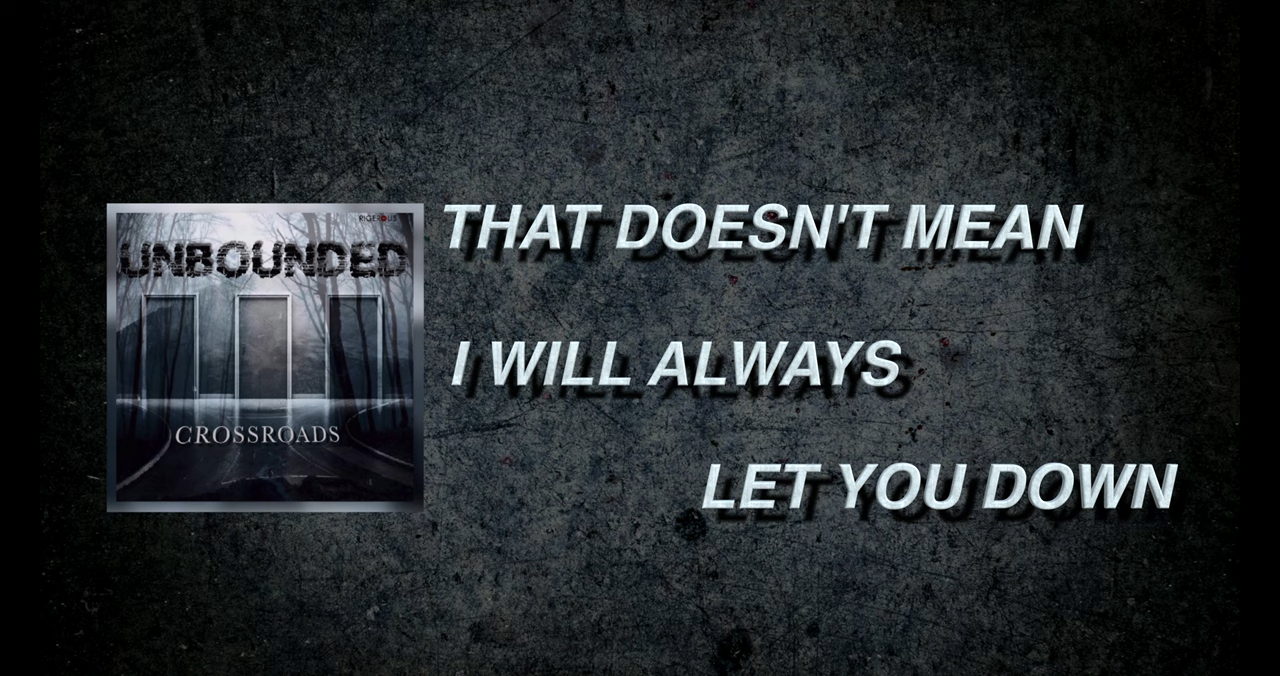 RIGEROUS
UNBOUNDED
CROSSROADS
THAT DOESN'T MEAN
I WILL ALWAYS
LET YOU DOWN